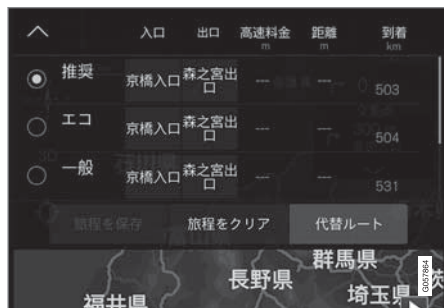 入口 出口 高速料金 距離 到着
m m km
推奨 京橋入口 森之宮出口 --- --- 503
エコ 京橋入口 森之宮出口 --- --- 504
一般 京橋入口 森之宮出口 --- --- 531
旅程を保存 旅程をクリア 代替ルート
群馬県
長野県
埼玉県
福井県
G057864